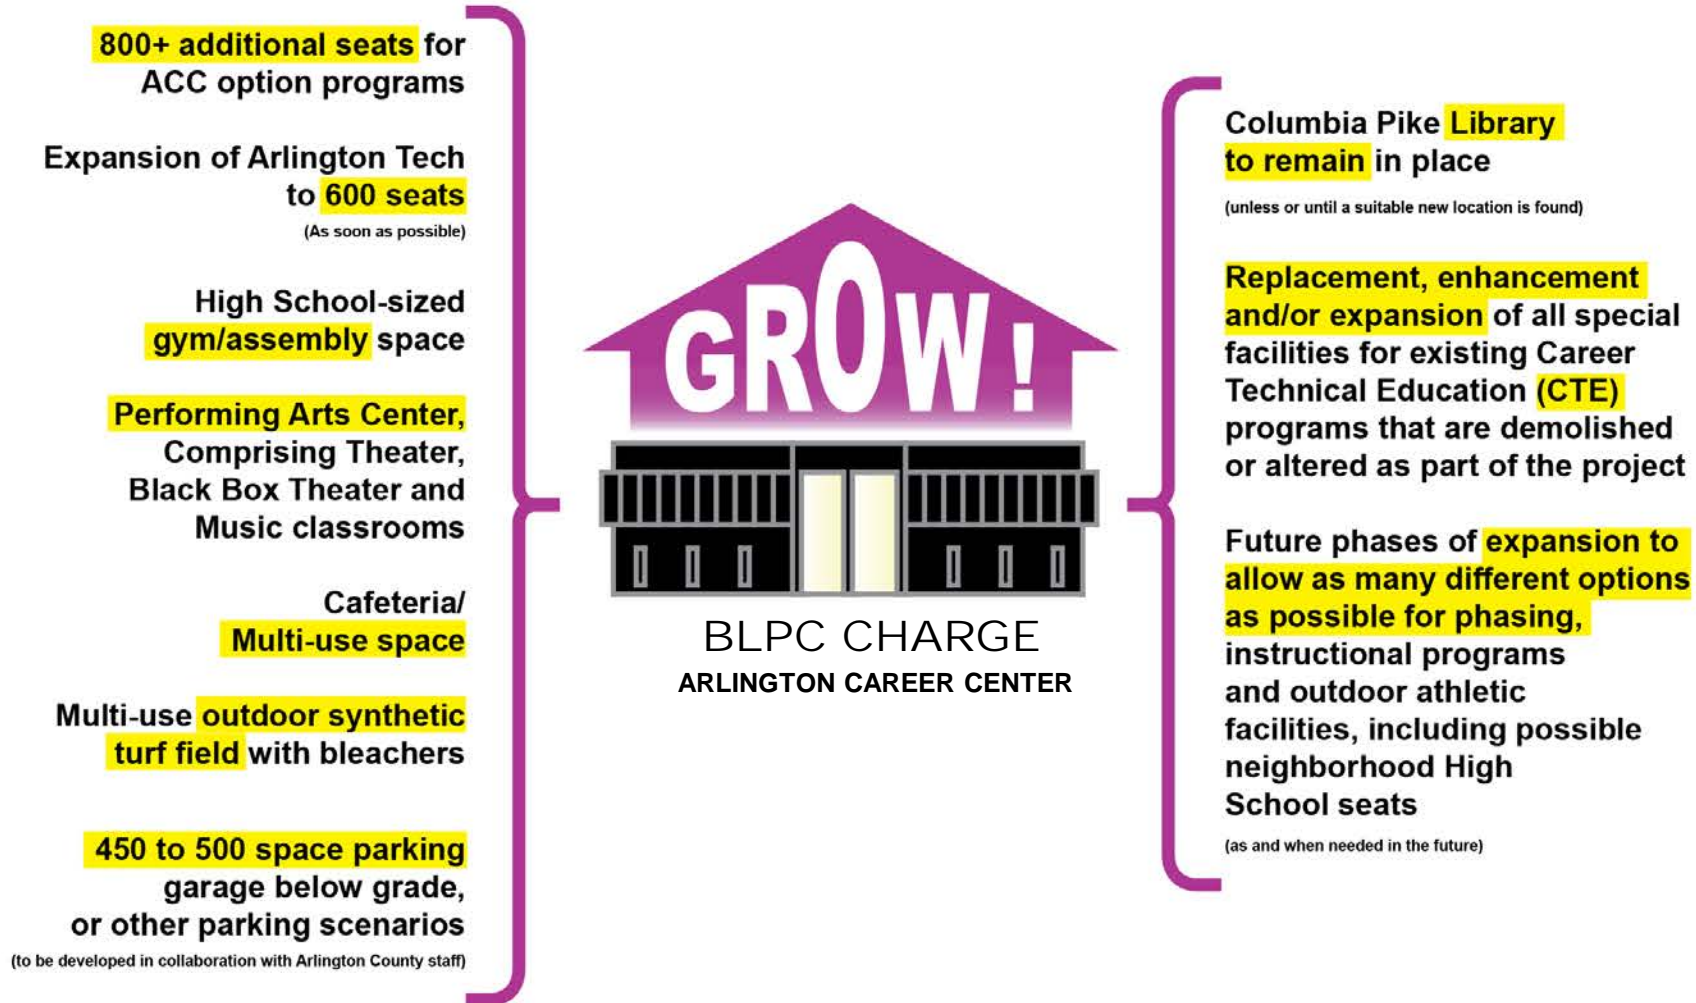 800+ additional seats for
ACC option programs
Expansion of Arlington Tech
to 600 seats
(As soon as possible)
High School-sized
gym/assembly space
Performing Arts Center,
Comprising Theater,
Black Box Theater and
Music classrooms
Cafeteria/
Multi-use space
Multi-use outdoor synthetic
turf field with bleachers
450 to 500 space parking
garage below grade,
or other parking scenarios
(to be developed in collaboration with Arlington County staff)
GROW!
BLPC CHARGE
ARLINGTON CAREER CENTER
Columbia Pike Library
to remain in place
(unless or until a suitable new location is found)
Replacement, enhancement
and/or expansion of all special
facilities for existing Career
Technical Education (CTE)
programs that are demolished
or altered as part of the project
Future phases of expansion to
allow as many different options
as possible for phasing,
instructional programs
and outdoor athletic
facilities, including possible
neighborhood High
School seats
(as and when needed in the future)